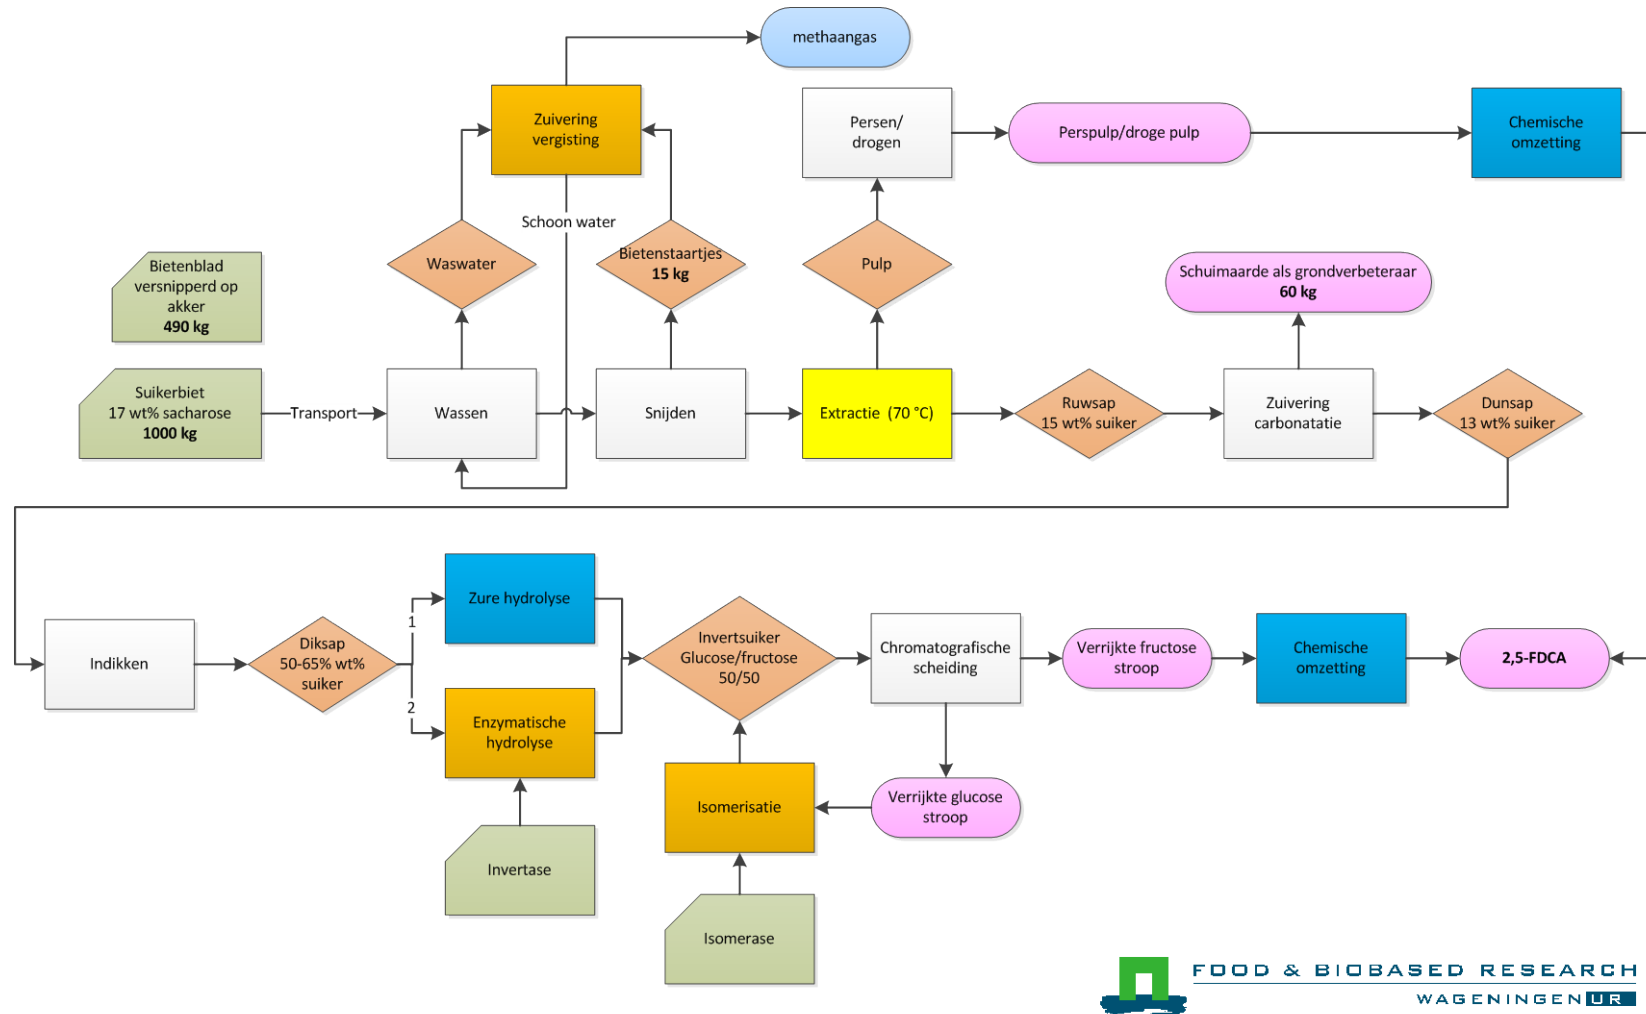 methaangas
Zuivering
vergisting
Persen/
drogen
Perspulp/droge pulp
Chemische
omzetting
Schoon water
Waswater
Bietenstaartjes
15 kg
Pulp
Bietenblad
versnipperd op
akker
490 kg
Schuimaarde als grondverbeteraar
60 kg
Suikerbiet
17 wt% sacharose
1000 kg
Transport
Wassen
Snijden
Extractie (70 °C)
Ruwsap
15 wt% suiker
Zuivering
carbonatatie
Dunsap
13 wt% suiker
Indikken
Diksap
50-65% wt%
suiker
1
2
Zure hydrolyse
Enzymatische
hydrolyse
Invertase
Invertsuiker
Glucose/fructose
50/50
Isomerisatie
Isomerase
Chromatografische
scheiding
Verrijkte glucose
stroop
Verrijkte fructose
stroop
Chemische
omzetting
2,5-FDCA
FOOD & BIOBASED RESEARCH
WAGENINGEN UR